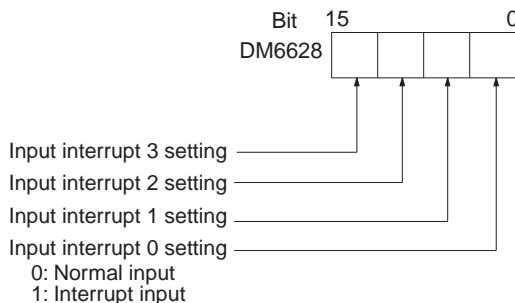 Bit 15 0
DM6628
Input interrupt 3 setting
Input interrupt 2 setting
Input interrupt 1 setting
Input interrupt 0 setting
0: Normal input
1: Interrupt input